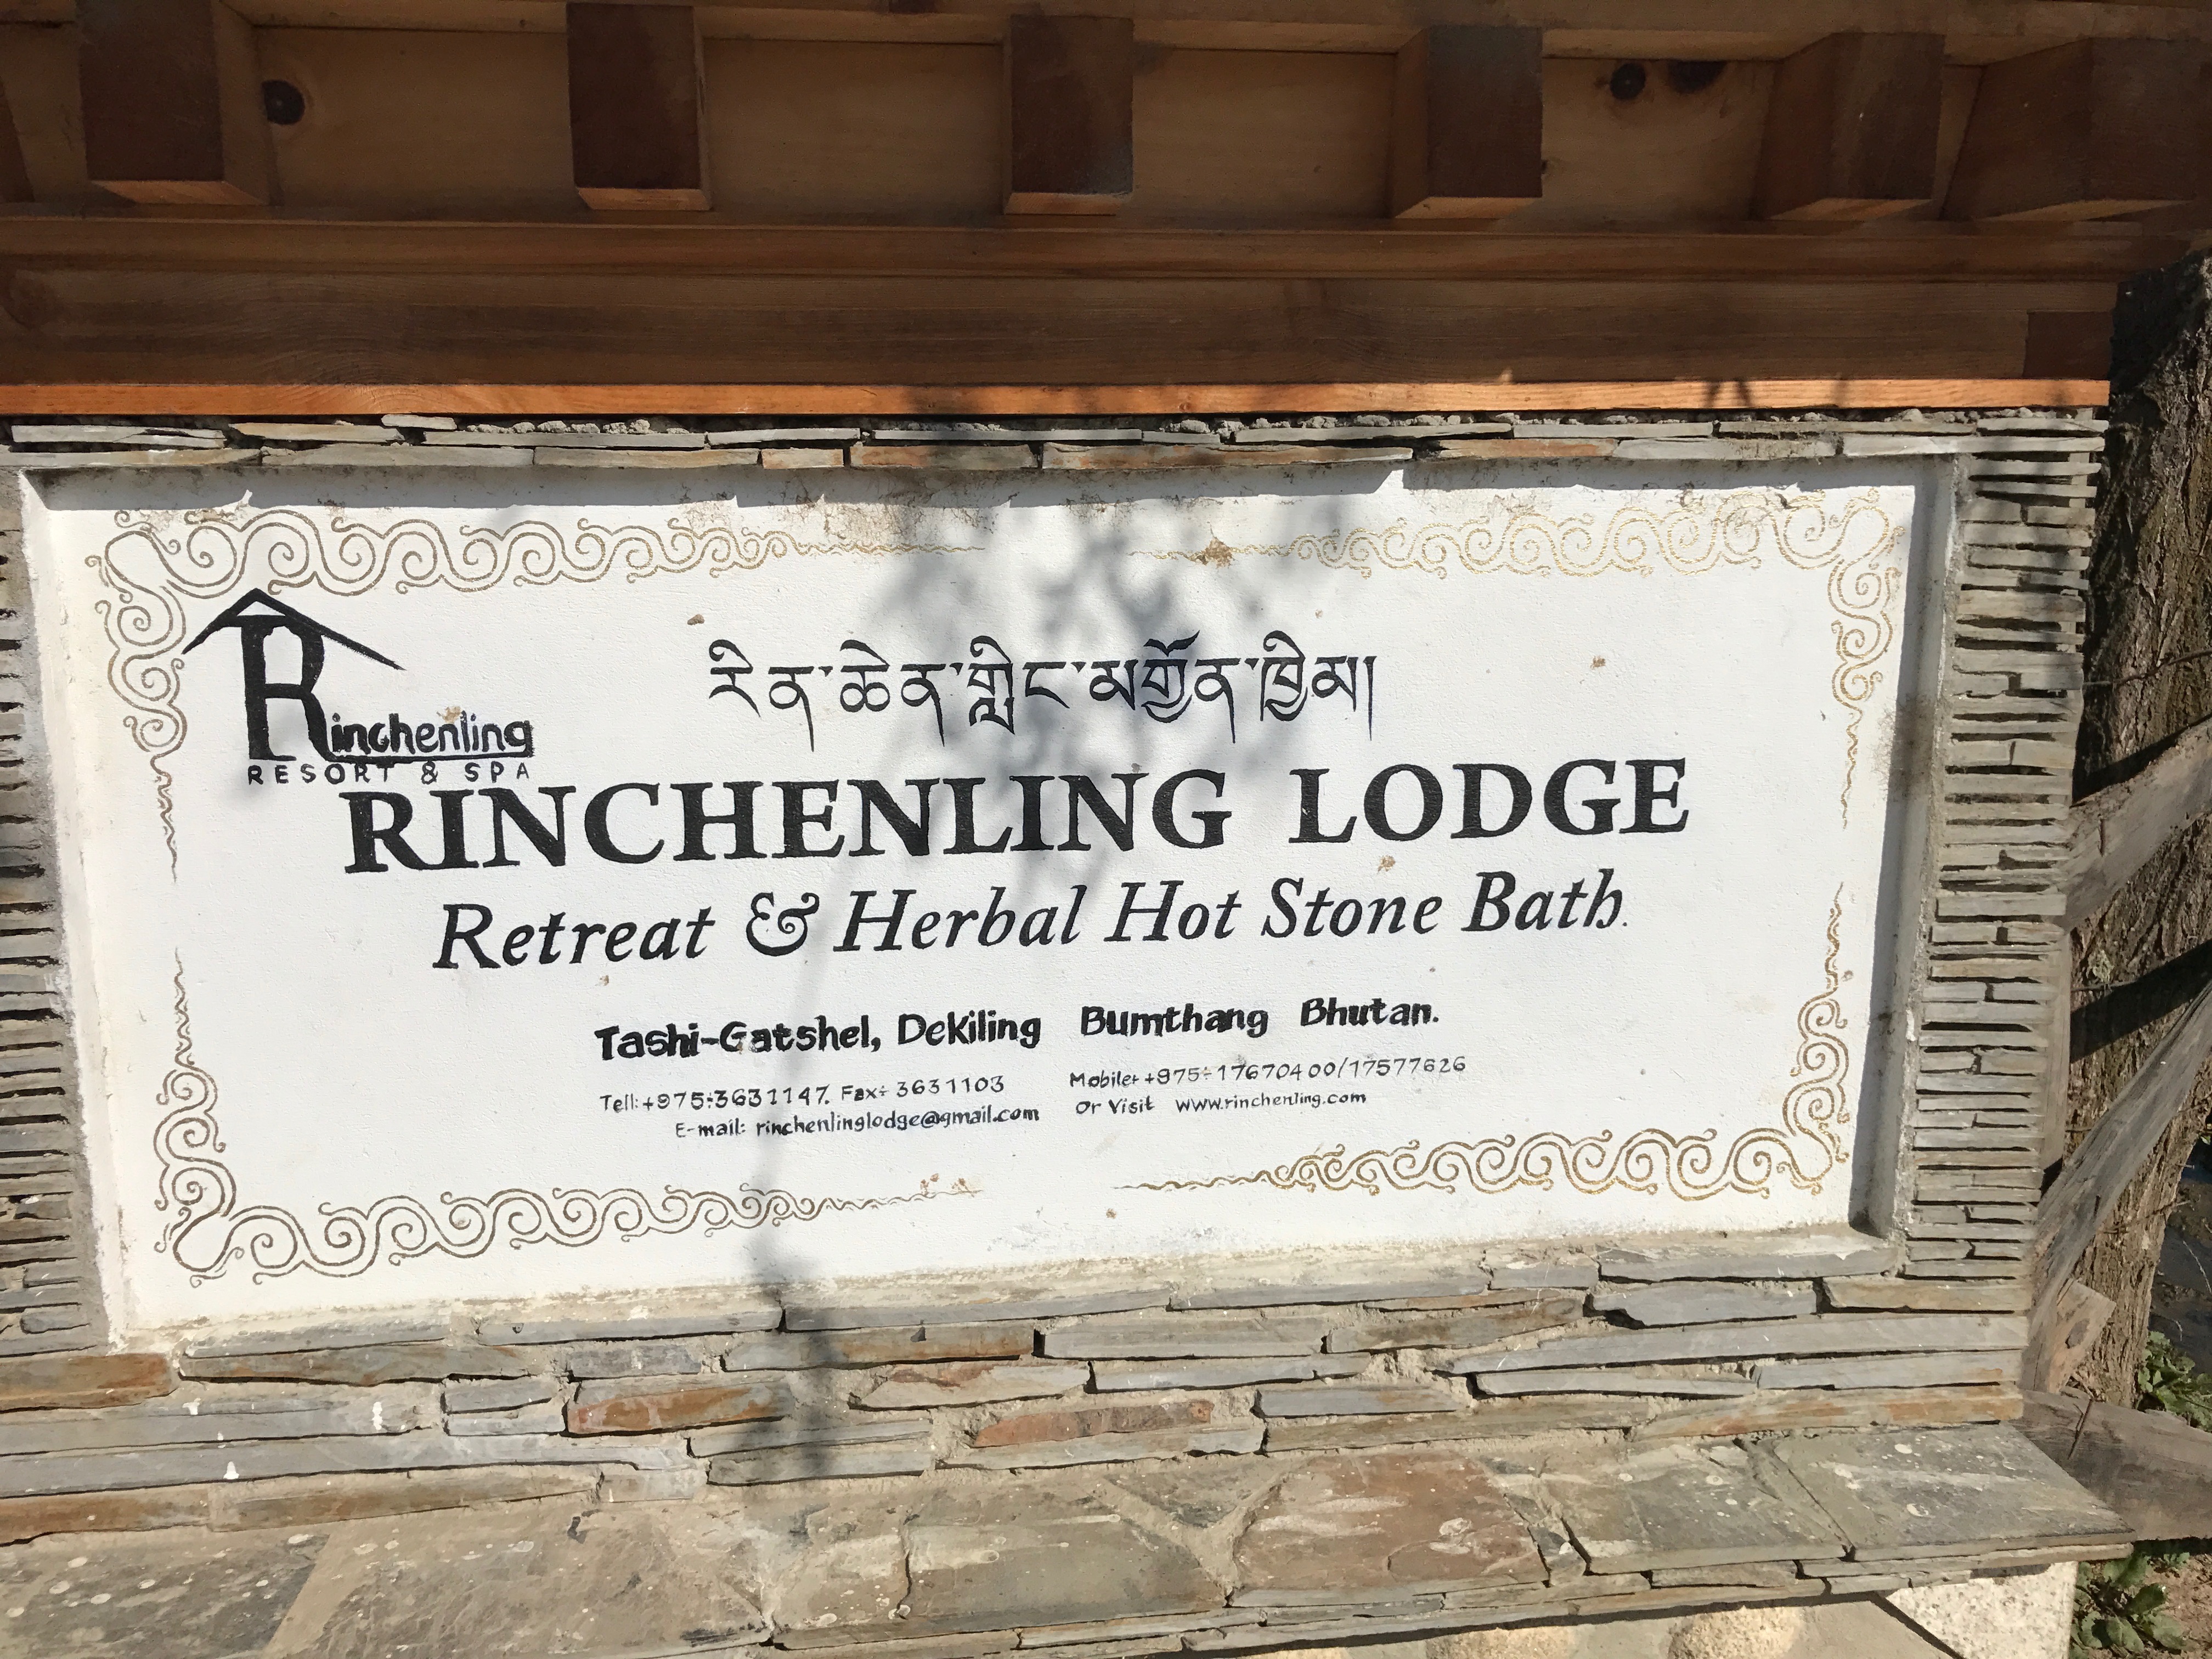 Rinchenling
RESORT & SPA
རིན་ཆེན་གླིང་མགྱོན་ཁྱིམ།
RINCHENLING LODGE
Retreat & Herbal Hot Stone Bath.
Tashi-Gatshel, Dekiling Bumthang Bhutan.
Tell:+975÷3631147. Fax÷ 3631103 Mobile÷+975÷17670400/17577626
E-mail: rinchenlinglodge@gmail.com Or Visit www.rinchenling.com